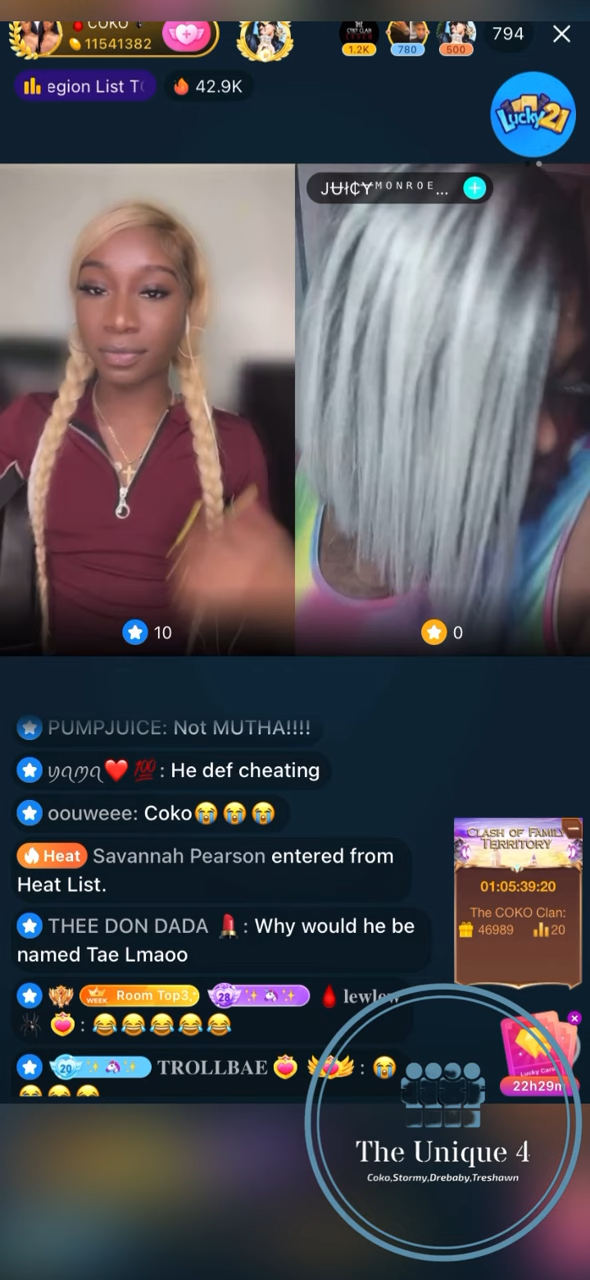 COKO
11541382
1.2K
780
500
794
egion List T
42.9K
Lucky21
JUICY ᴹᴼᴺᴿᴼᴱ...
10
0
PUMPJUICE: Not MUTHA!!!!
yama❤️💯: He def cheating
oouweee: Coko😭😭😭
Heat Savannah Pearson entered from
Heat List.
THEE DON DADA 💄: Why would he be
named Tae Lmaoo
WEEK Room Top3 28 🩸 lewlew
🕷️ : 😂😂😂😂😂
20 TROLLBAE : 😭
CLASH OF FAMILY
TERRITORY
01:05:39:20
The COKO Clan:
46989 20
Lucky Card
22h29m
The Unique 4
Coko,Stormy,Drebaby,Treshawn